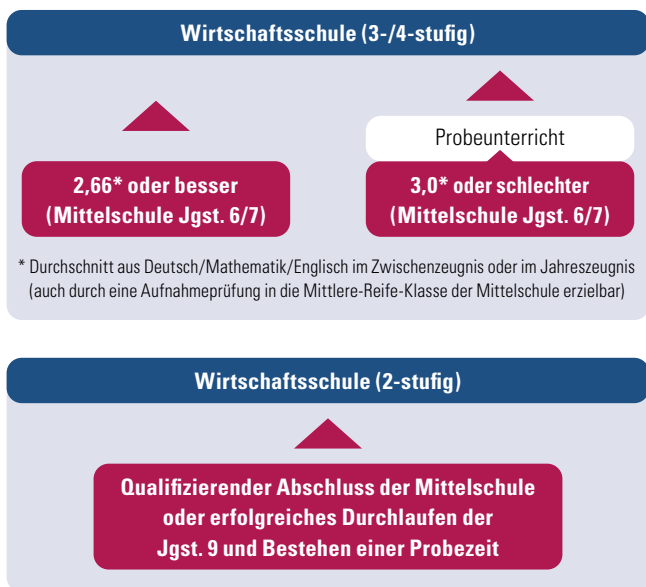 Wirtschaftsschule (3-/4-stufig)
Probeunterricht
2,66* oder besser
(Mittelschule Jgst. 6/7)
3,0* oder schlechter
(Mittelschule Jgst. 6/7)
* Durchschnitt aus Deutsch/Mathematik/Englisch im Zwischenzeugnis oder im Jahreszeugnis
(auch durch eine Aufnahmeprüfung in die Mittlere-Reife-Klasse der Mittelschule erzielbar)
Wirtschaftsschule (2-stufig)
Qualifizierender Abschluss der Mittelschule
oder erfolgreiches Durchlaufen der
Jgst. 9 und Bestehen einer Probezeit